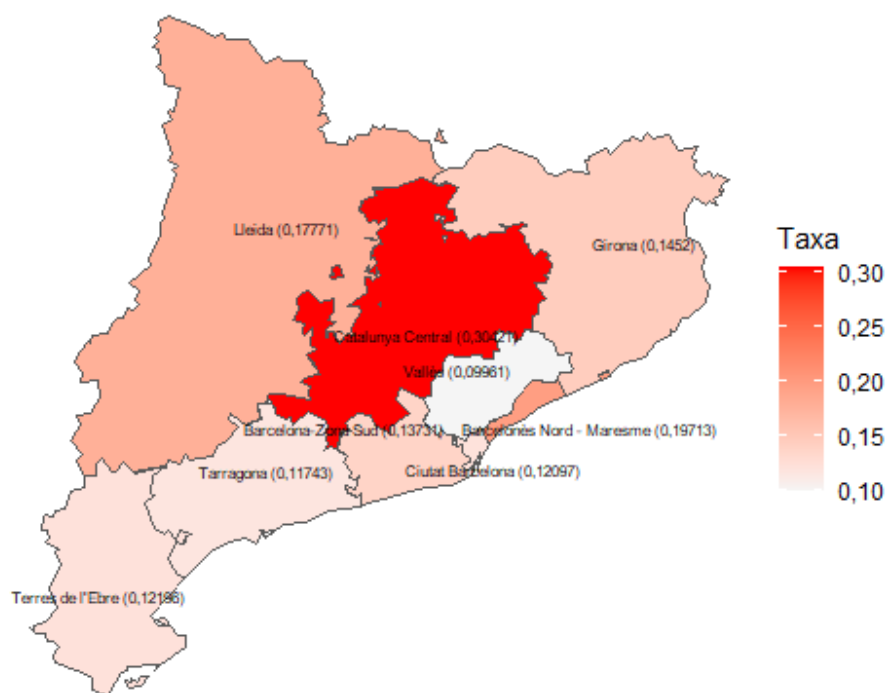 Lleida (0,17771)
Girona (0,1452)
Taxa
0,30
0,25
0,20
0,15
0,10
Catalunya Central (0,30421)
Vallès (0,09961)
Barcelona-Zona Sud (0,13731)
Barcelonès Nord - Maresme (0,19713)
Tarragona (0,11743)
Ciutat Barcelona (0,12097)
Terres de l'Ebre (0,12196)